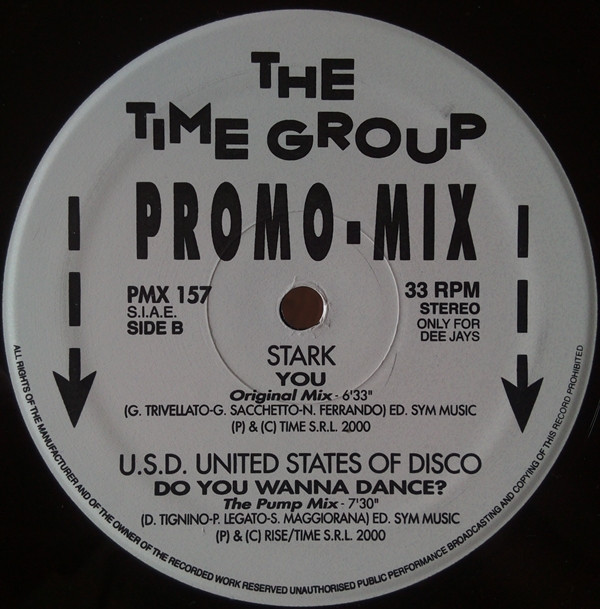 THE
TIME GROUP
PROMO-MIX
PMX 157
S.I.A.E.
SIDE B
33 RPM
STEREO
ONLY FOR
DEE JAYS
STARK
YOU
Original Mix - 6'33"
(G. TRIVELLATO-G. SACCHETTO-N. FERRANDO) ED. SYM MUSIC
(P) & (C) TIME S.R.L. 2000
U.S.D. UNITED STATES OF DISCO
DO YOU WANNA DANCE?
The Pump Mix - 7'30"
(D. TIGNINO-P. LEGATO-S. MAGGIORANA) ED. SYM MUSIC
(P) & (C) RISE/TIME S.R.L. 2000
ALL RIGHTS OF THE MANUFACTURER AND OF THE OWNER OF THE RECORDED WORK RESERVED UNAUTHORISED PUBLIC PERFORMANCE BROADCASTING AND COPYING OF THIS RECORD PROHIBITED